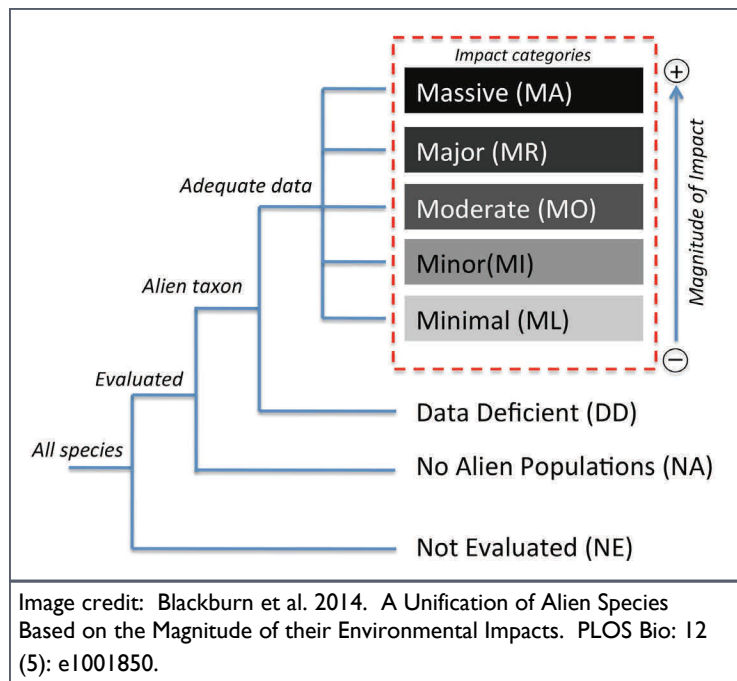 Impact categories
Massive (MA)
Major (MR)
Adequate data
Moderate (MO)
Alien taxon
Minor(MI)
Minimal (ML)
+
Magnitude of Impact
−
Evaluated
Data Deficient (DD)
All species
No Alien Populations (NA)
Not Evaluated (NE)
Image credit: Blackburn et al. 2014. A Unification of Alien Species
Based on the Magnitude of their Environmental Impacts. PLOS Bio: 12
(5): e1001850.